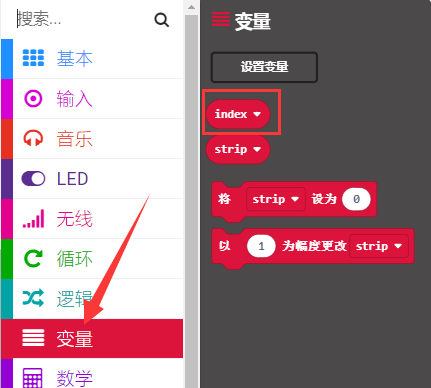 搜索...
基本
输入
音乐
LED
无线
循环
逻辑
变量
数学
变量
设置变量
index
strip
将 strip 设为 0
以 1 为幅度更改 strip